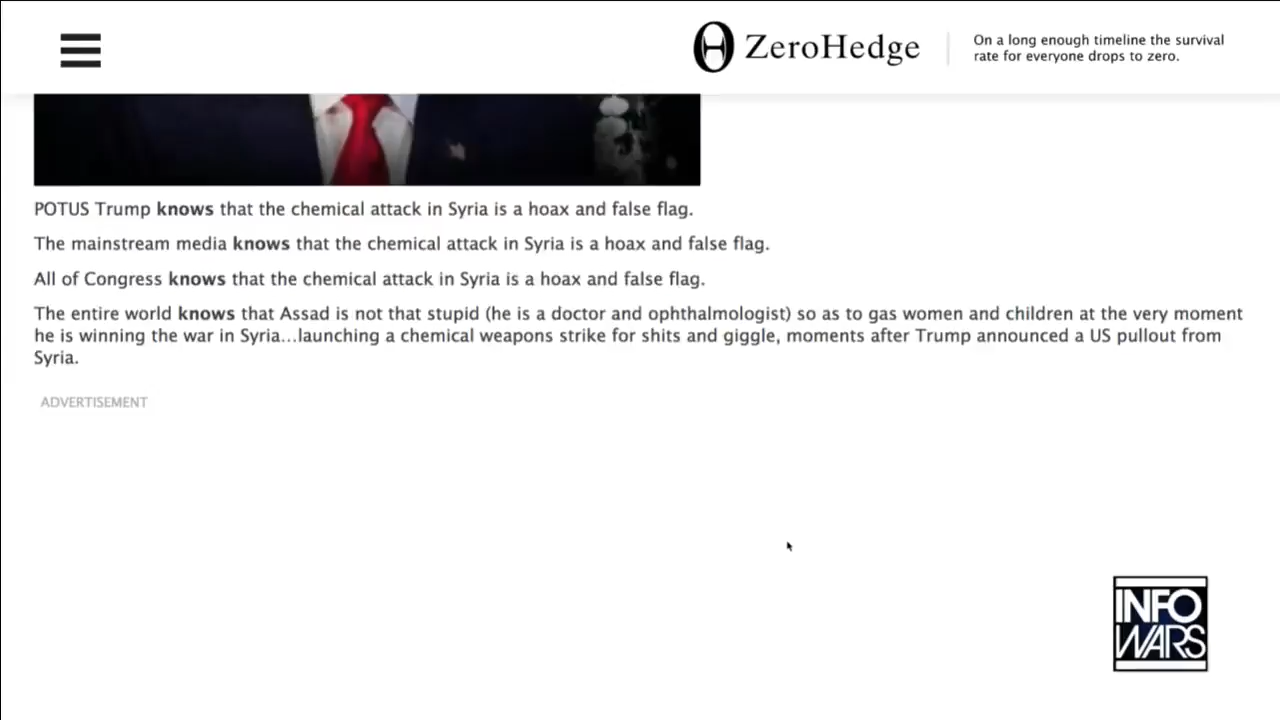 ZeroHedge
On a long enough timeline the survival
rate for everyone drops to zero.
POTUS Trump knows that the chemical attack in Syria is a hoax and false flag.
The mainstream media knows that the chemical attack in Syria is a hoax and false flag.
All of Congress knows that the chemical attack in Syria is a hoax and false flag.
The entire world knows that Assad is not that stupid (he is a doctor and ophthalmologist) so as to gas women and children at the very moment
he is winning the war in Syria...launching a chemical weapons strike for shits and giggle, moments after Trump announced a US pullout from
Syria.
ADVERTISEMENT
INFO
WARS